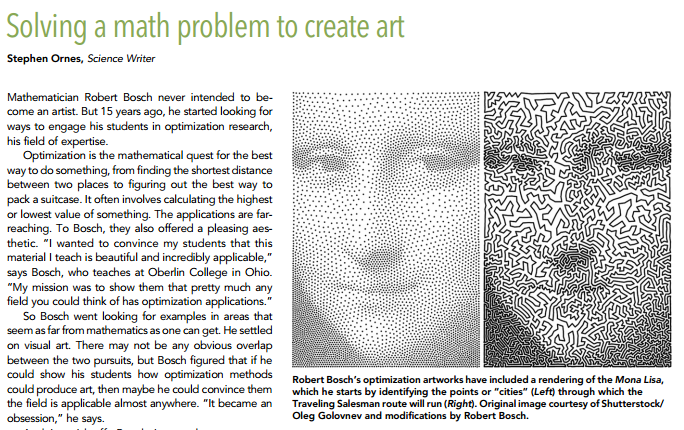 Solving a math problem to create art
Stephen Ornes, Science Writer
Mathematician Robert Bosch never intended to be-
come an artist. But 15 years ago, he started looking for
ways to engage his students in optimization research,
his field of expertise.
Optimization is the mathematical quest for the best
way to do something, from finding the shortest distance
between two places to figuring out the best way to
pack a suitcase. It often involves calculating the highest
or lowest value of something. The applications are far-
reaching. To Bosch, they also offered a pleasing aes-
thetic. “I wanted to convince my students that this
material I teach is beautiful and incredibly applicable,”
says Bosch, who teaches at Oberlin College in Ohio.
“My mission was to show them that pretty much any
field you could think of has optimization applications.”
So Bosch went looking for examples in areas that
seem as far from mathematics as one can get. He settled
on visual art. There may not be any obvious overlap
between the two pursuits, but Bosch figured that if he
could show his students how optimization methods
could produce art, then maybe he could convince them
the field is applicable almost anywhere. “It became an
obsession,” he says.
Robert Bosch’s optimization artworks have included a rendering of the Mona Lisa,
which he starts by identifying the points or “cities” (Left) through which the
Traveling Salesman route will run (Right). Original image courtesy of Shutterstock/
Oleg Golovnev and modifications by Robert Bosch.